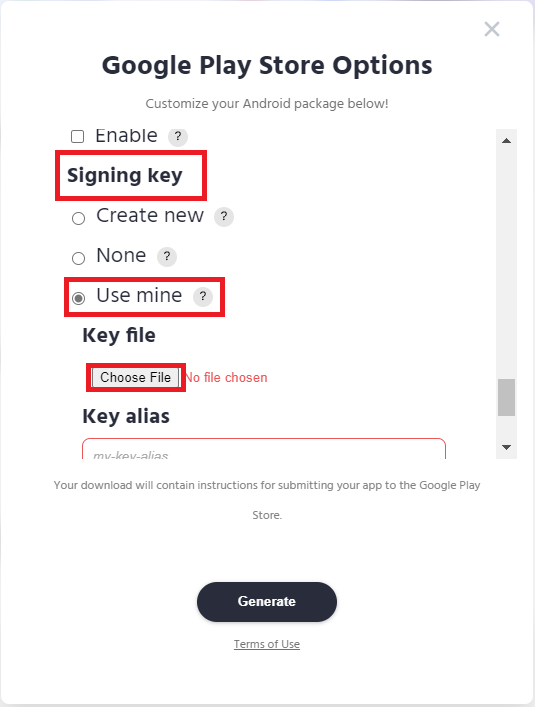 Google Play Store Options
Customize your Android package below!
Enable ?
Signing key
Create new ?
None ?
Use mine ?
Key file
Choose File No file chosen
Key alias
my-key-alias
Your download will contain instructions for submitting your app to the Google Play
Store.
Generate
Terms of Use